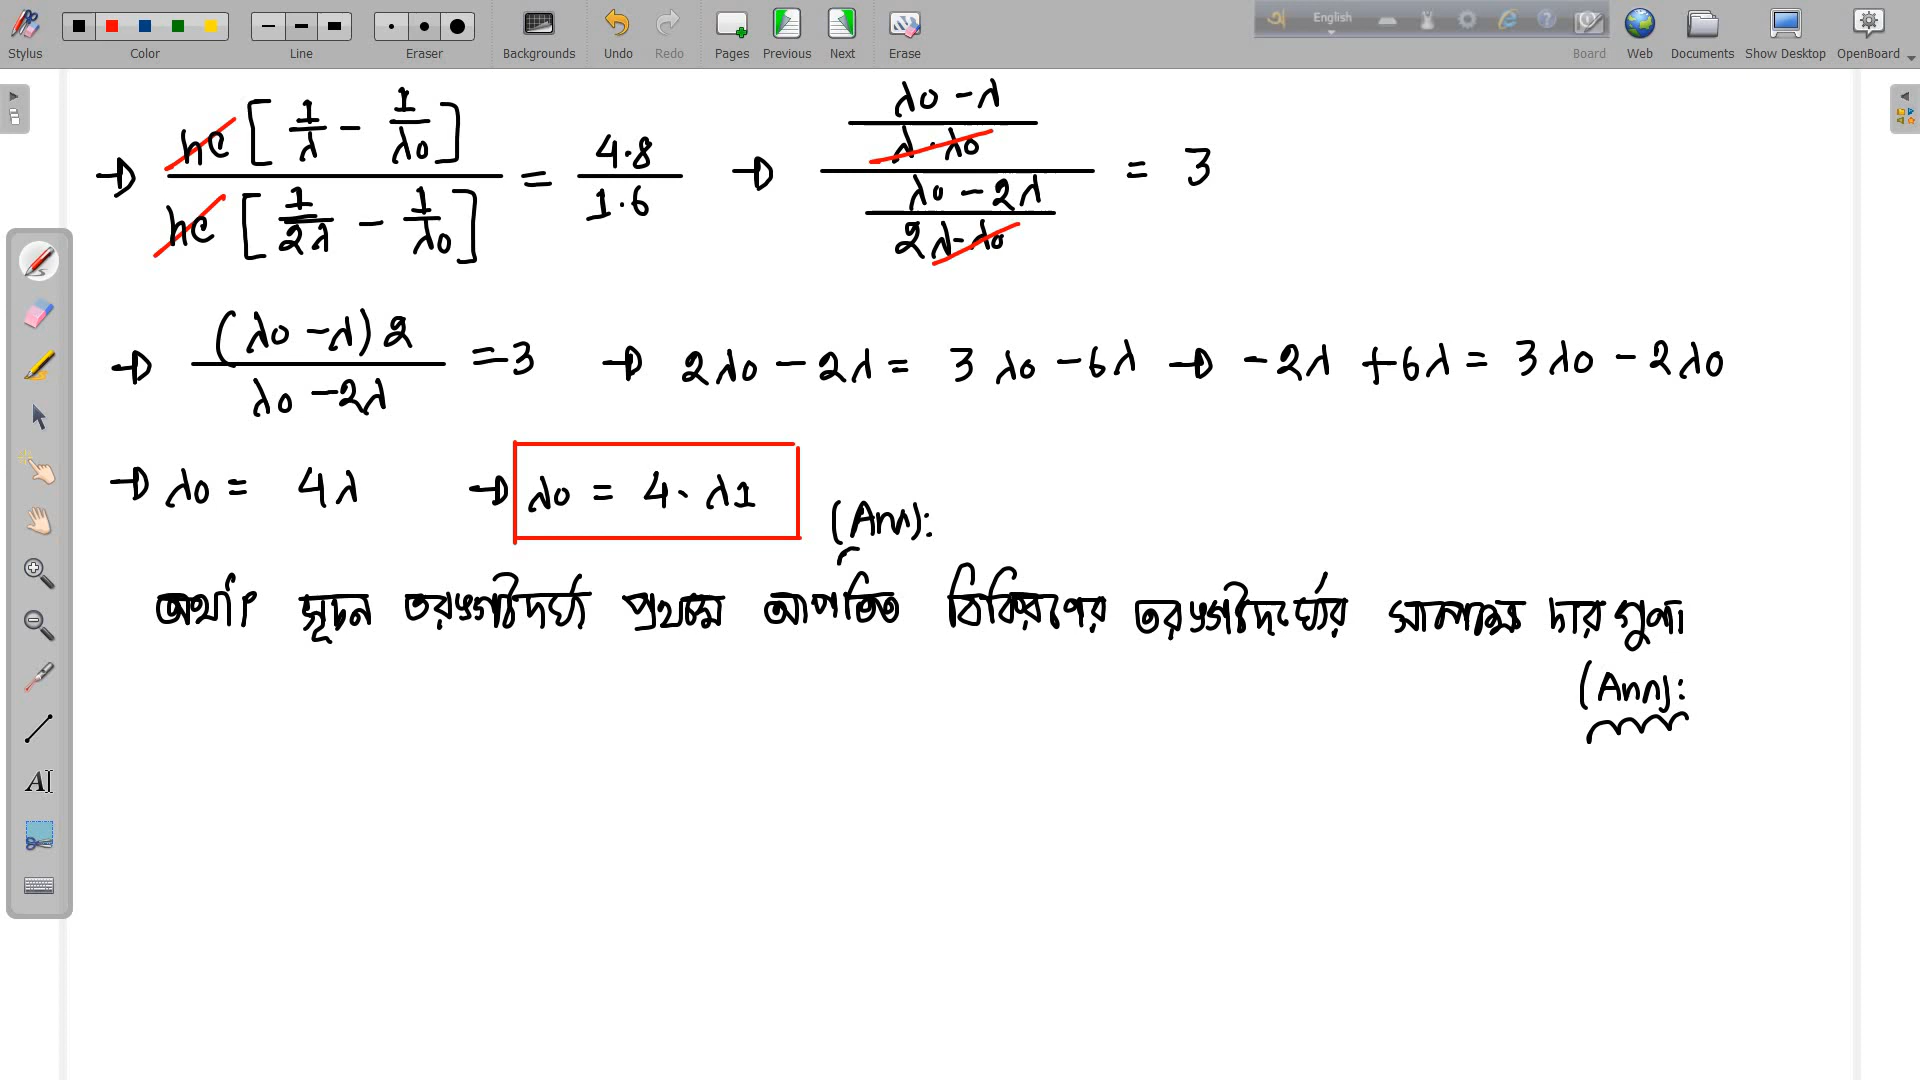 Stylus Color Line Eraser Backgrounds Undo Redo Pages Previous Next Erase English Board Web Documents Show Desktop OpenBoard
→ hc[1/λ - 1/λ0] / hc[1/2λ - 1/λ0] = 4.8/1.6 → (λ0 - λ / λ·λ0) / (λ0 - 2λ / 2λ·λ0) = 3
→ (λ0 - λ)2 / λ0 - 2λ = 3 → 2λ0 - 2λ = 3λ0 - 6λ → -2λ + 6λ = 3λ0 - 2λ0
→ λ0 = 4λ → λ0 = 4·λ1 (Ans):
অর্থাৎ সূচন তরঙ্গদৈর্ঘ্য প্রথমে আপতিত বিকিরণের তরঙ্গদৈর্ঘ্যের চার গুণ
(Ans):
AI